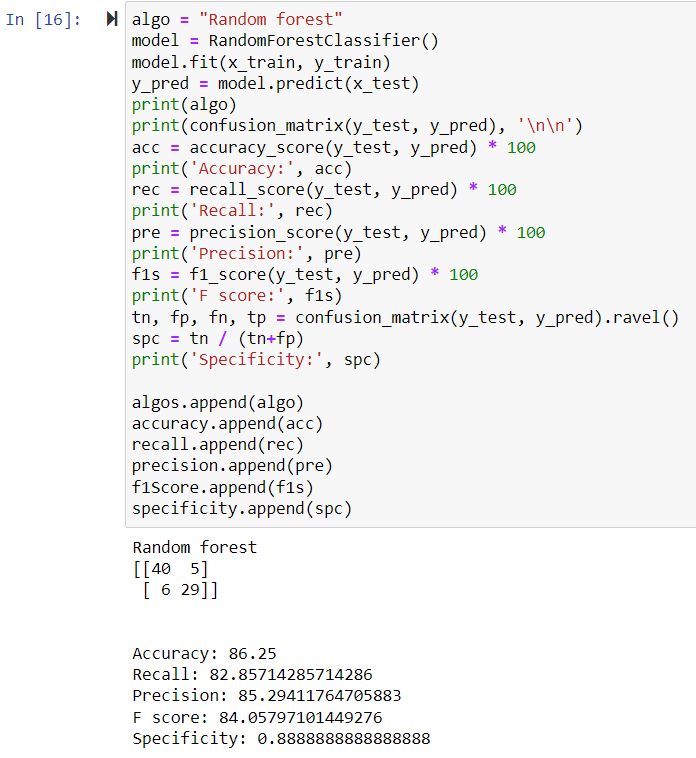 In [16]:
algo = "Random forest"
model = RandomForestClassifier()
model.fit(x_train, y_train)
y_pred = model.predict(x_test)
print(algo)
print(confusion_matrix(y_test, y_pred), '\n\n')
acc = accuracy_score(y_test, y_pred) * 100
print('Accuracy:', acc)
rec = recall_score(y_test, y_pred) * 100
print('Recall:', rec)
pre = precision_score(y_test, y_pred) * 100
print('Precision:', pre)
f1s = f1_score(y_test, y_pred) * 100
print('F score:', f1s)
tn, fp, fn, tp = confusion_matrix(y_test, y_pred).ravel()
spc = tn / (tn+fp)
print('Specificity:', spc)

algos.append(algo)
accuracy.append(acc)
recall.append(rec)
precision.append(pre)
f1Score.append(f1s)
specificity.append(spc)

Random forest
[[40  5]
 [ 6 29]]

Accuracy: 86.25
Recall: 82.85714285714286
Precision: 85.29411764705883
F score: 84.05797101449276
Specificity: 0.8888888888888888